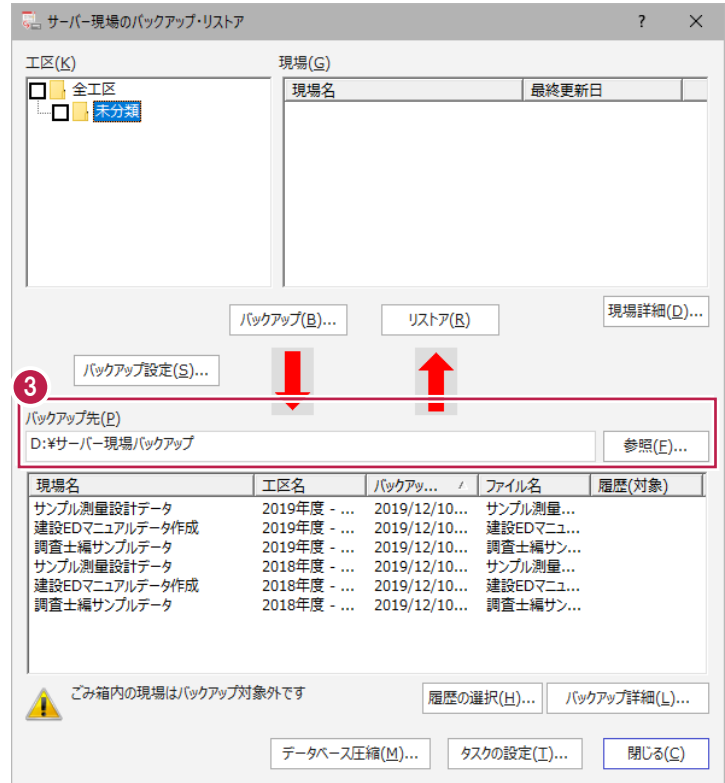 サーバー現場のバックアップ・リストア
工区(K) 現場(G)
全工区 現場名 最終更新日
未分類
バックアップ(B)... リストア(R) 現場詳細(D)...
バックアップ設定(S)...
3
バックアップ先(P)
D:¥サーバー現場バックアップ 参照(F)...
現場名 工区名 バックアッ... ファイル名 履歴(対象)
サンプル測量設計データ 2019年度 - ... 2019/12/10... サンプル測量...
建設EDマニュアルデータ作成 2019年度 - ... 2019/12/10... 建設EDマニュ...
調査士編サンプルデータ 2019年度 - ... 2019/12/10... 調査士編サン...
サンプル測量設計データ 2018年度 - ... 2019/12/10... サンプル測量...
建設EDマニュアルデータ作成 2018年度 - ... 2019/12/10... 建設EDマニュ...
調査士編サンプルデータ 2018年度 - ... 2019/12/10... 調査士編サン...
ごみ箱内の現場はバックアップ対象外です 履歴の選択(H)... バックアップ詳細(L)...
データベース圧縮(M)... タスクの設定(T)... 閉じる(C)